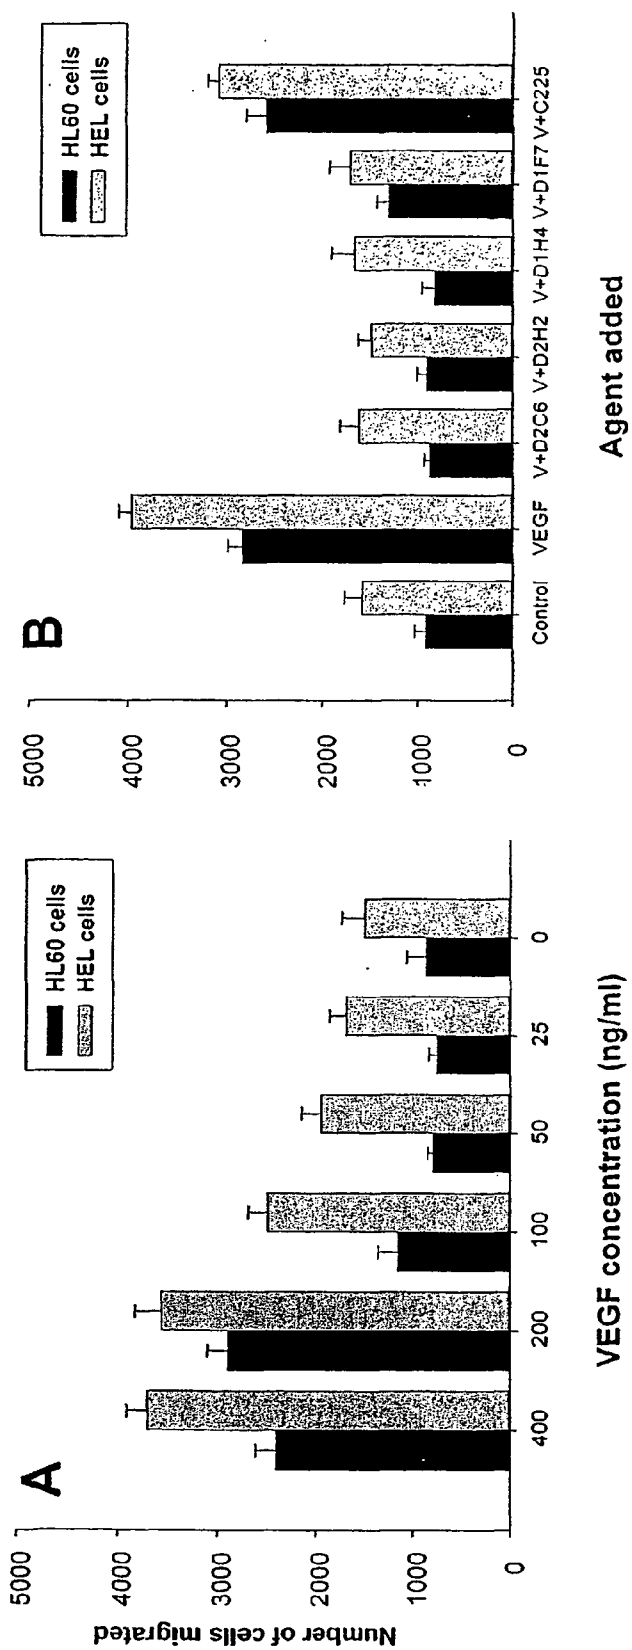 A
HL60 cells
HEL cells
Number of cells migrated
5000
4000
3000
2000
1000
0
400
200
100
50
25
0
VEGF concentration (ng/ml)
B
HL60 cells
HEL cells
5000
4000
3000
2000
1000
0
Control VEGF V+D2C6 V+D2H2 V+D1H4 V+D1F7 V+C225
Agent added